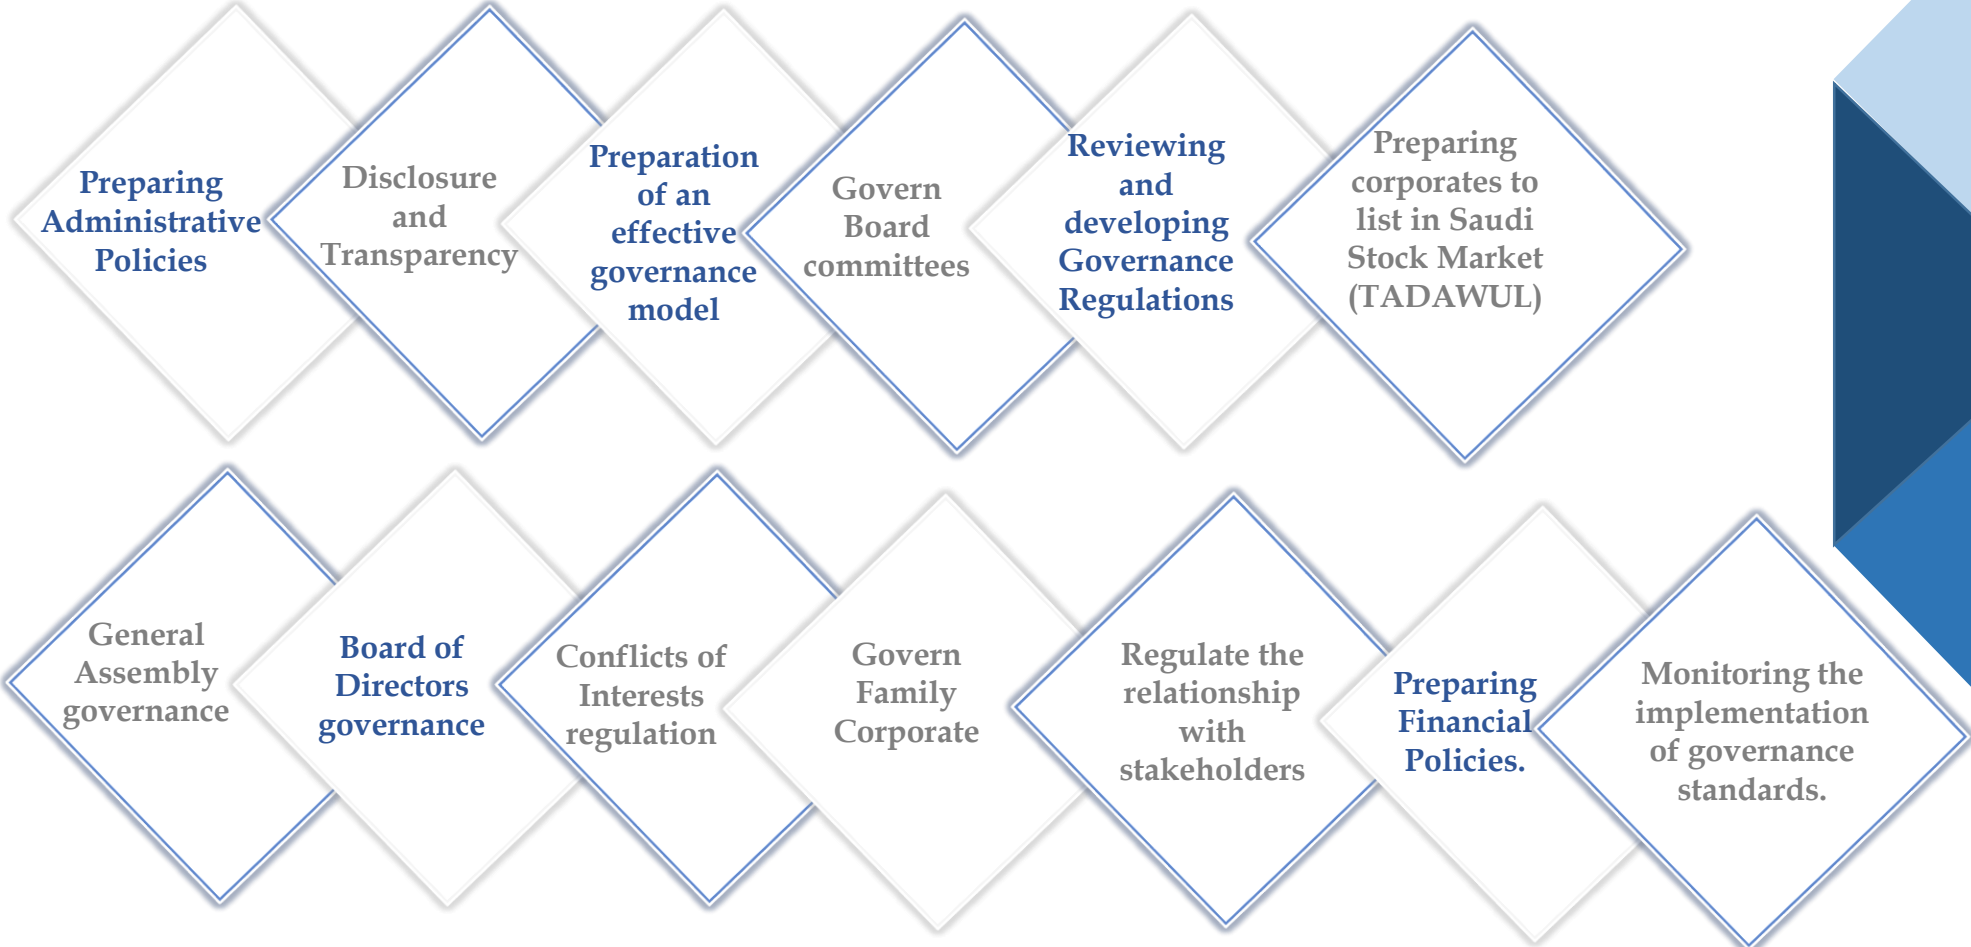 Preparing
Administrative
Policies
Disclosure
and
Transparency
Preparation
of an
effective
governance
model
Govern
Board
committees
Reviewing
and
developing
Governance
Regulations
Preparing
corporates to
list in Saudi
Stock Market
(TADAWUL)
General
Assembly
governance
Board of
Directors
governance
Conflicts of
Interests
regulation
Govern
Family
Corporate
Regulate the
relationship
with
stakeholders
Preparing
Financial
Policies.
Monitoring the
implementation
of governance
standards.